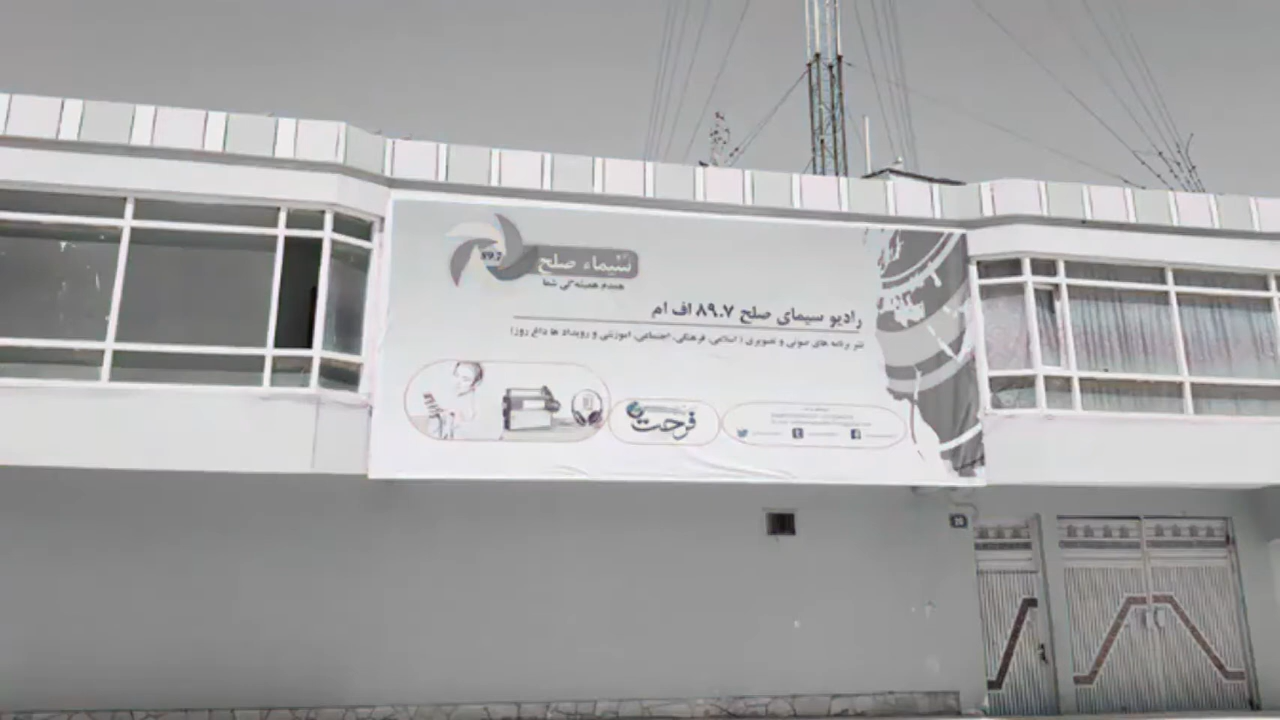 89.7
سیماء صلح
همدم همیشه گی شما
رادیو سیمای صلح ۸۹.۷ اف ام
نشر برنامه های صوتی و تصویری ( اسلامی، فرهنگی، اجتماعی، آموزشی و رویداد ها داغ روز)
فرحت